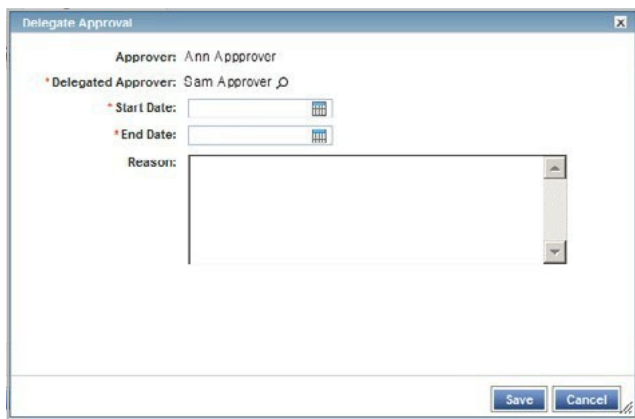 Delegate Approval
Approver: Ann Appprover
*Delegated Approver: Sam Approver
*Start Date:
*End Date:
Reason:
Save Cancel